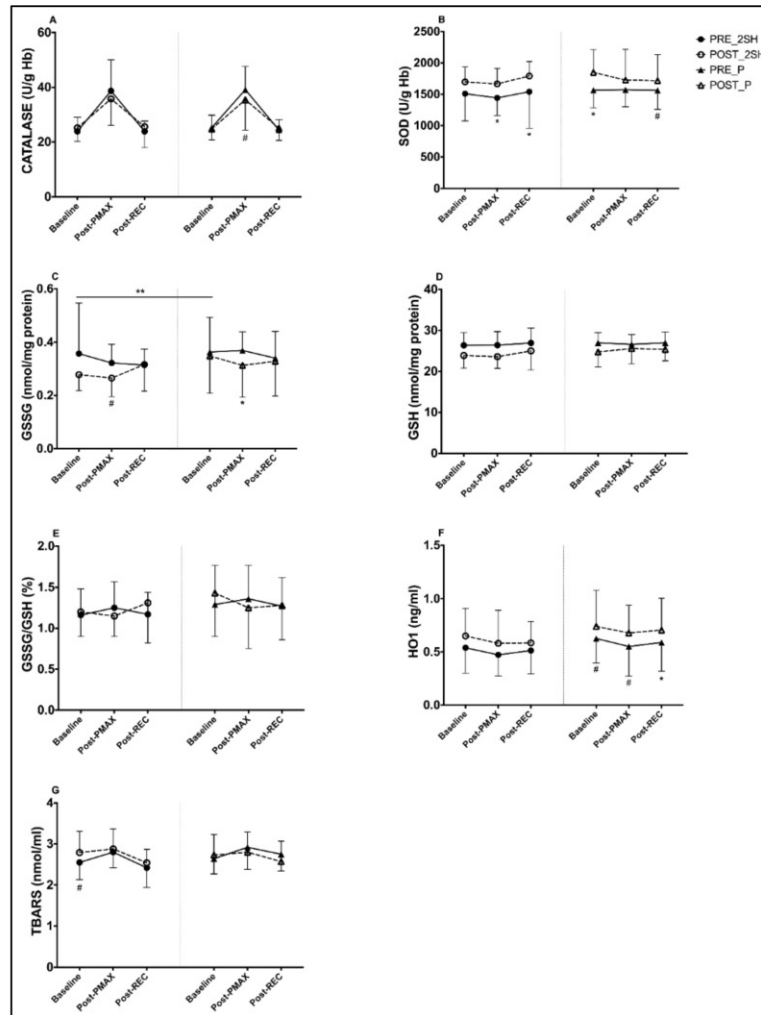 A
CATALASE (U/g Hb)
60
40
20
0
#
Baseline
Post-PMAX
Post-REC
Baseline
Post-PMAX
Post-REC
B
SOD (U/g Hb)
2500
2000
1500
1000
500
0
*
*
*
#
Baseline
Post-PMAX
Post-REC
Baseline
Post-PMAX
Post-REC
PRE_2SH
POST_2SH
PRE_P
POST_P
C
GSSG (nmol/mg protein)
0.6
0.4
0.2
0.0
**
#
*
Baseline
Post-PMAX
Post-REC
Baseline
Post-PMAX
Post-REC
D
GSH (nmol/mg protein)
40
30
20
10
0
Baseline
Post-PMAX
Post-REC
Baseline
Post-PMAX
Post-REC
E
GSSG/GSH (%)
2.0
1.5
1.0
0.5
0.0
Baseline
Post-PMAX
Post-REC
Baseline
Post-PMAX
Post-REC
F
HO1 (ng/ml)
1.5
1.0
0.5
0.0
#
#
*
Baseline
Post-PMAX
Post-REC
Baseline
Post-PMAX
Post-REC
G
TBARS (nmol/ml)
4
3
2
1
0
#
Baseline
Post-PMAX
Post-REC
Baseline
Post-PMAX
Post-REC